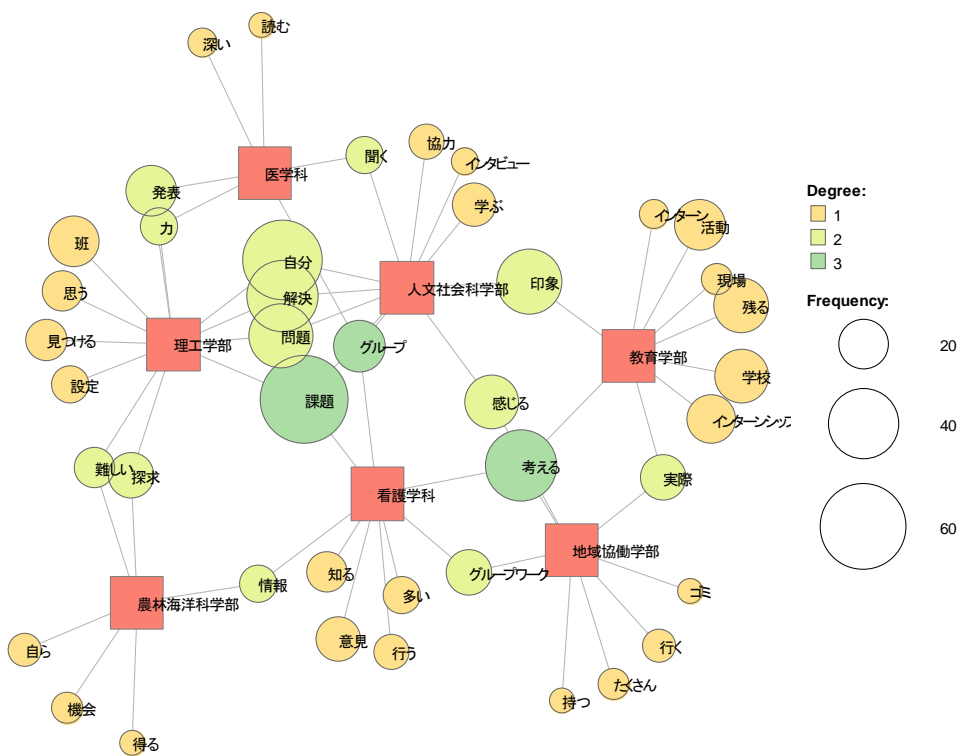 読む
深い
医学科
聞く
協力
インタビュー
発表
学ぶ
力
班
自分
人文社会科学部
印象
インターン
活動
現場
残る
思う
解決
見つける
理工学部
問題
グループ
教育学部
設定
課題
感じる
学校
インターンシップ
難しい
探求
考える
実際
看護学科
地域協働学部
農林海洋科学部
情報
知る
多い
グループワーク
ゴミ
自ら
意見
行う
行く
機会
たくさん
持つ
得る
Degree:
1
2
3
Frequency:
20
40
60